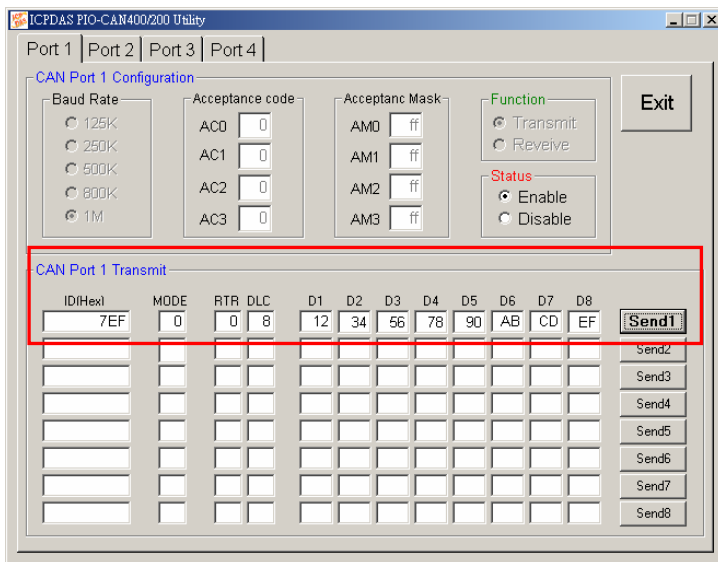 ICPDAS PIO-CAN400/200 Utility
Port 1 Port 2 Port 3 Port 4
CAN Port 1 Configuration
Baud Rate Acceptance code Acceptanc Mask Function Exit
125K AC0 0 AM0 ff Transmit
250K AC1 0 AM1 ff Reveive
500K Status
800K AC2 0 AM2 ff Enable
1M AC3 0 AM3 ff Disable
CAN Port 1 Transmit
ID(Hex) MODE RTR DLC D1 D2 D3 D4 D5 D6 D7 D8
7EF 0 0 8 12 34 56 78 90 AB CD EF Send1
Send2
Send3
Send4
Send5
Send6
Send7
Send8